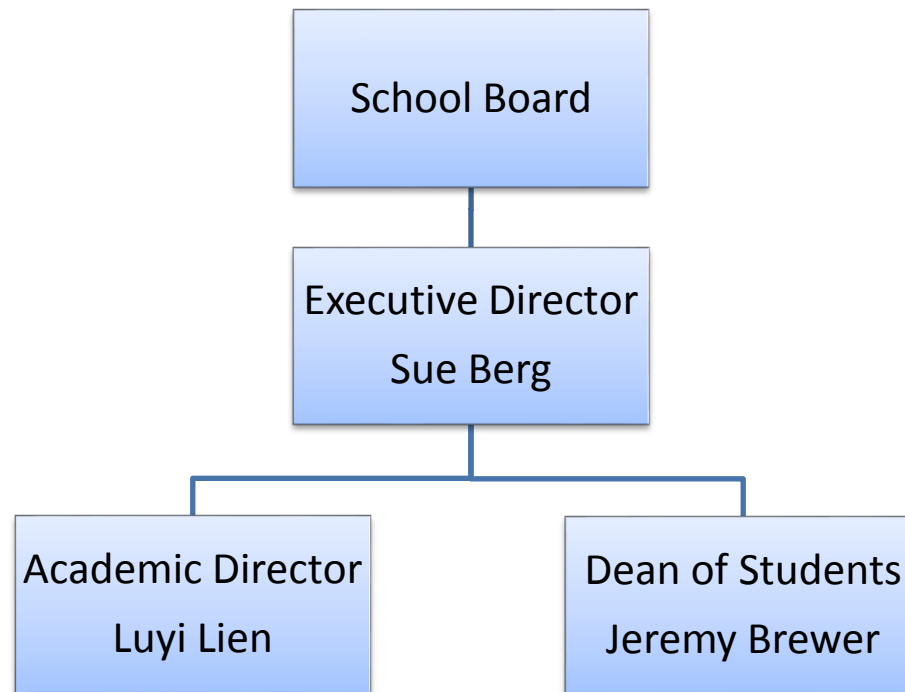 School Board
Executive Director
Sue Berg
Academic Director
Luyi Lien
Dean of Students
Jeremy Brewer